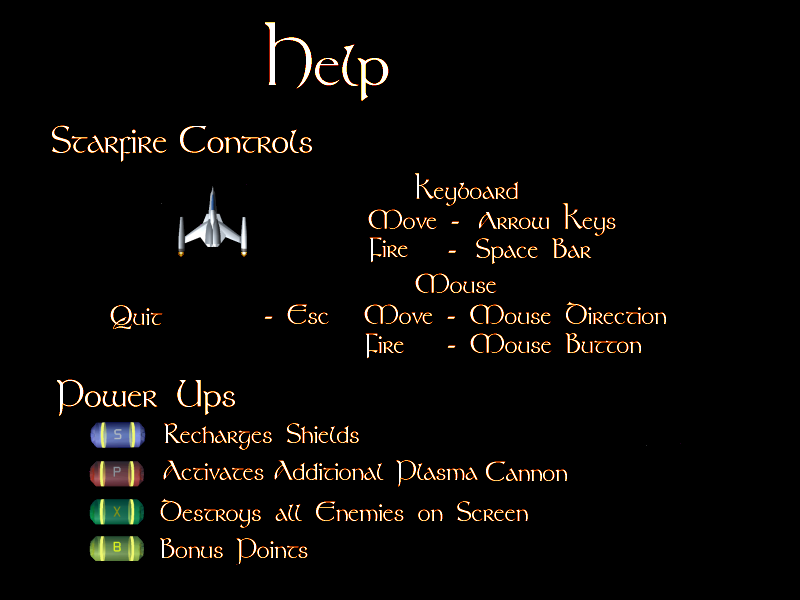 Help
Starfire Controls
Keyboard
Move - Arrow Keys
Fire - Space Bar
Mouse
Quit - Esc
Move - Mouse Direction
Fire - Mouse Button
Power Ups
S Recharges Shields
P Activates Additional Plasma Cannon
X Destroys all Enemies on Screen
B Bonus Points